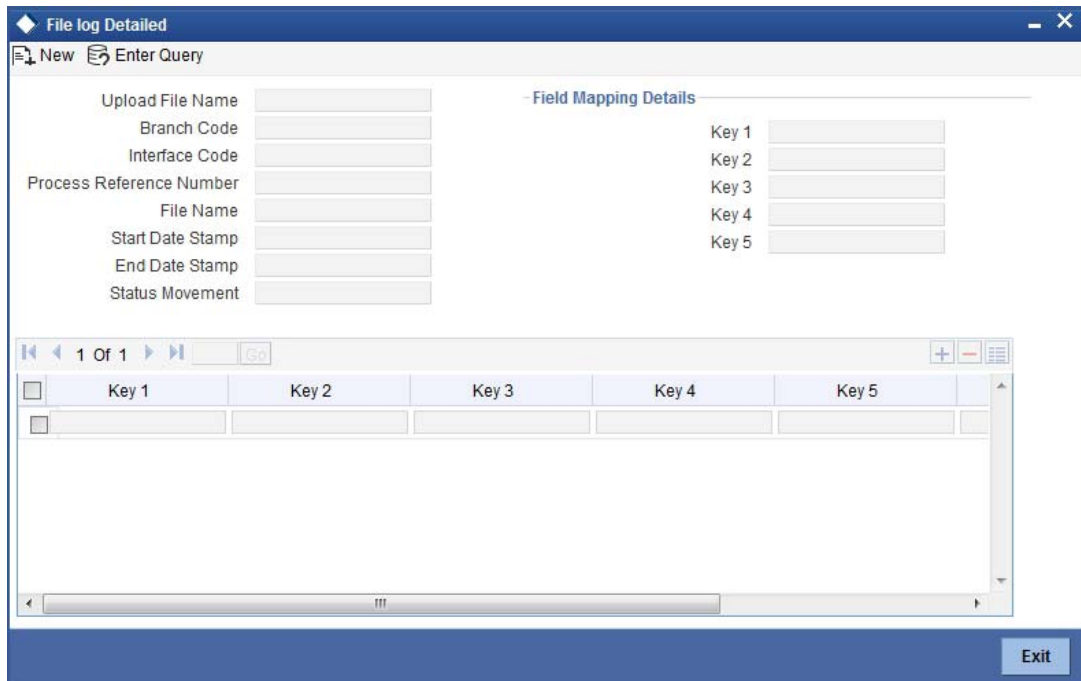 File log Detailed
New Enter Query
Upload File Name
Branch Code
Interface Code
Process Reference Number
File Name
Start Date Stamp
End Date Stamp
Status Movement
Field Mapping Details
Key 1
Key 2
Key 3
Key 4
Key 5
1 Of 1 Go
Key 1 Key 2 Key 3 Key 4 Key 5
Exit